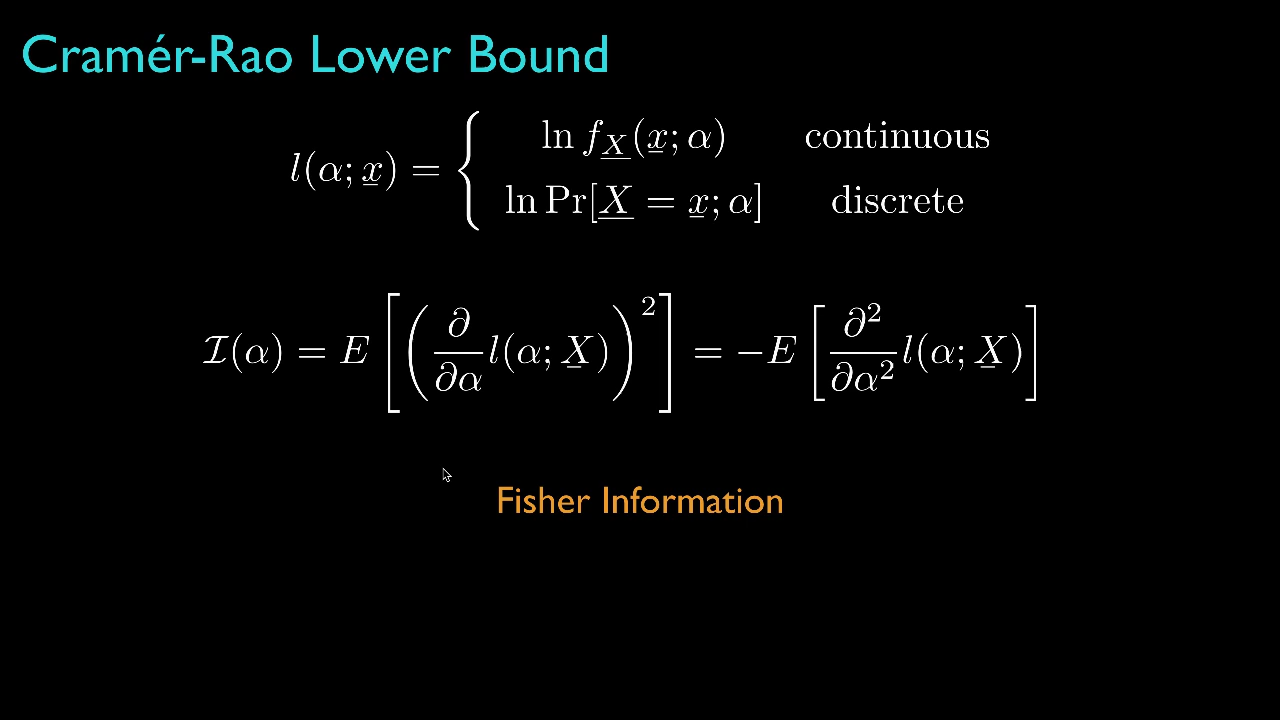 Cramér-Rao Lower Bound
l(α; x) = { ln f_X(x; α) continuous
ln Pr[X = x; α] discrete
ℐ(α) = E[(∂/∂α l(α; X))²] = −E[∂²/∂α² l(α; X)]
Fisher Information